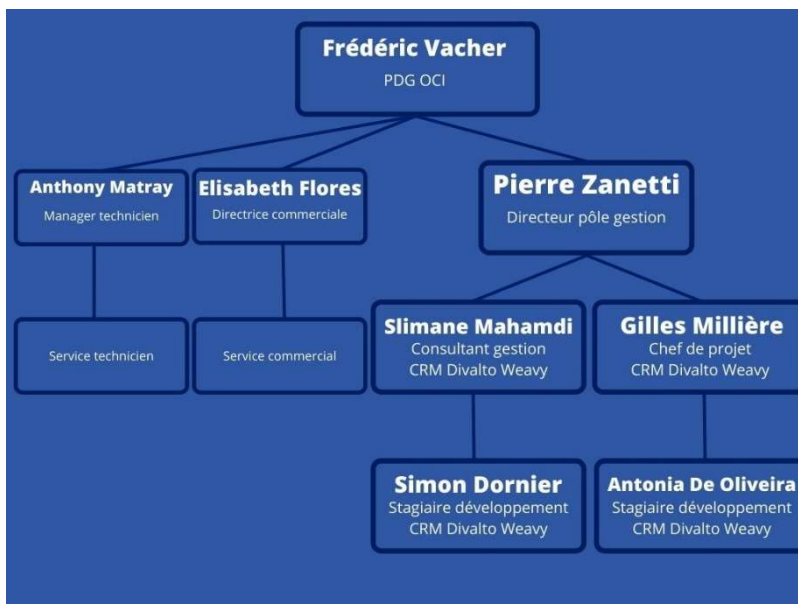 Frédéric Vacher
PDG OCI
Anthony Matray
Manager technicien
Elisabeth Flores
Directrice commerciale
Pierre Zanetti
Directeur pôle gestion
Service technicien
Service commercial
Slimane Mahamdi
Consultant gestion
CRM Divalto Weavy
Gilles Millière
Chef de projet
CRM Divalto Weavy
Simon Dornier
Stagiaire développement
CRM Divalto Weavy
Antonia De Oliveira
Stagiaire développement
CRM Divalto Weavy